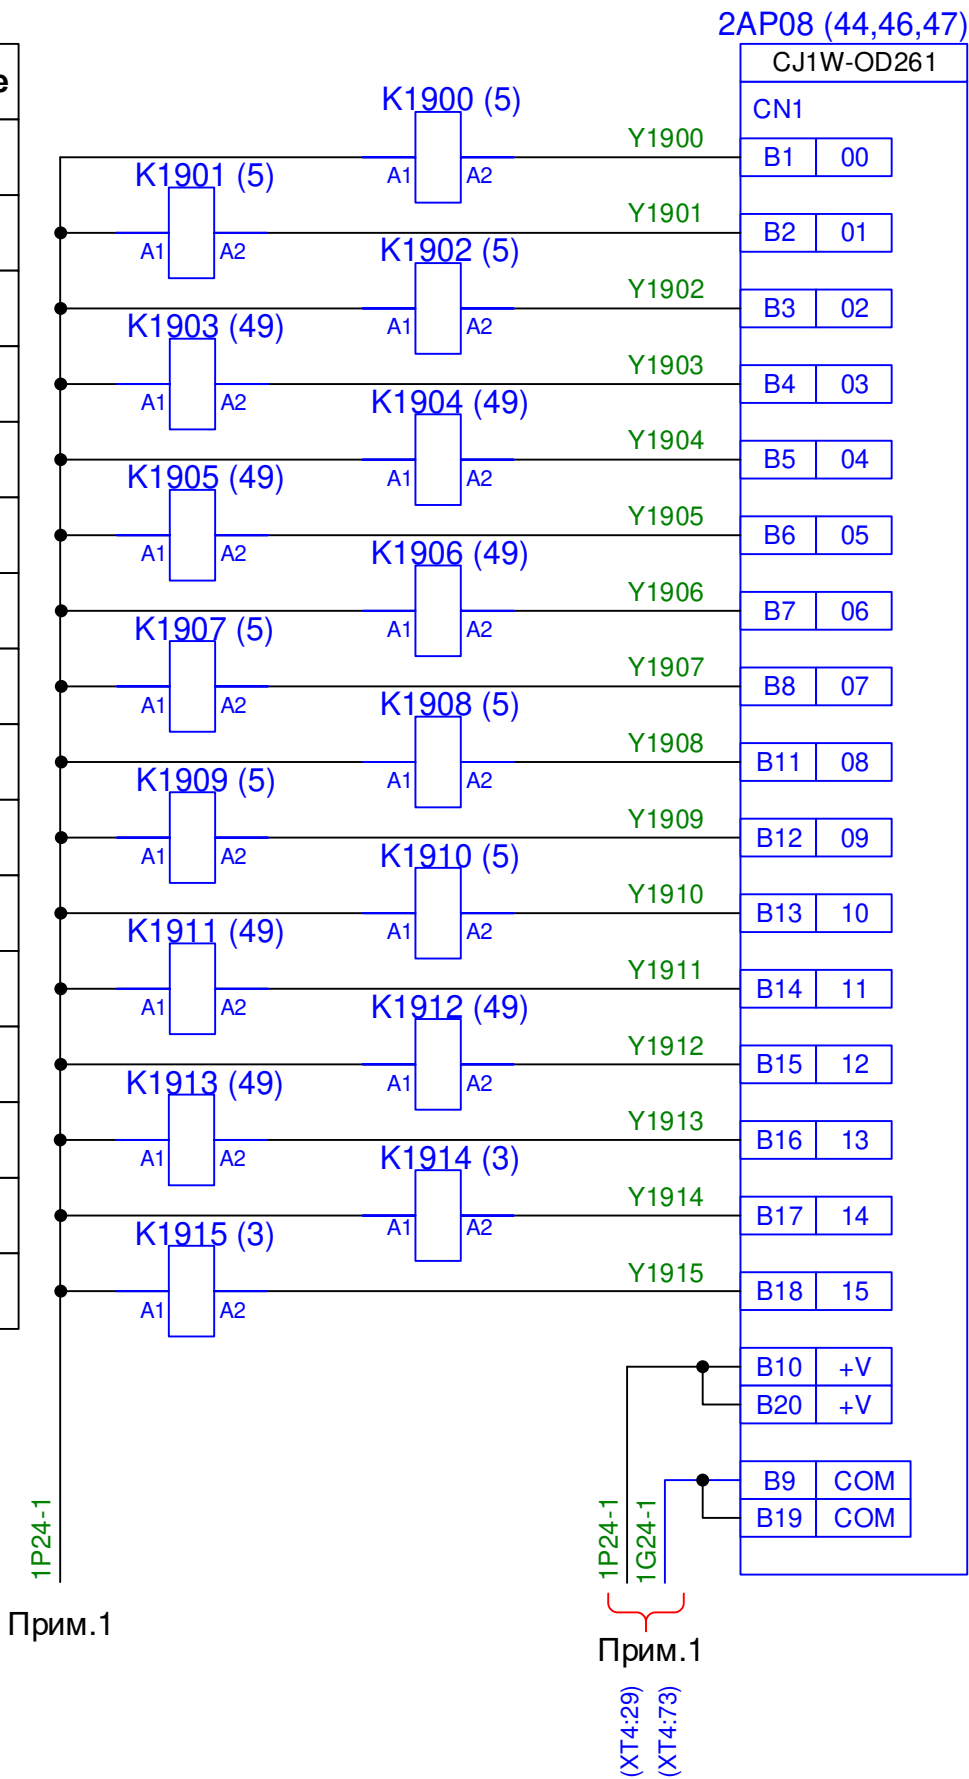 2AP08 (44,46,47)
CJ1W-OD261
e
CN1
K1900 (5)
A1 A2
Y1900
B1 00
K1901 (5)
A1 A2
Y1901
B2 01
K1902 (5)
A1 A2
Y1902
B3 02
K1903 (49)
A1 A2
Y1903
B4 03
K1904 (49)
A1 A2
Y1904
B5 04
K1905 (49)
A1 A2
Y1905
B6 05
K1906 (49)
A1 A2
Y1906
B7 06
K1907 (5)
A1 A2
Y1907
B8 07
K1908 (5)
A1 A2
Y1908
B11 08
K1909 (5)
A1 A2
Y1909
B12 09
K1910 (5)
A1 A2
Y1910
B13 10
K1911 (49)
A1 A2
Y1911
B14 11
K1912 (49)
A1 A2
Y1912
B15 12
K1913 (49)
A1 A2
Y1913
B16 13
K1914 (3)
A1 A2
Y1914
B17 14
K1915 (3)
A1 A2
Y1915
B18 15
B10 +V
B20 +V
B9 COM
B19 COM
1P24-1
1P24-1
1G24-1
Прим.1
Прим.1
(XT4:29)
(XT4:73)